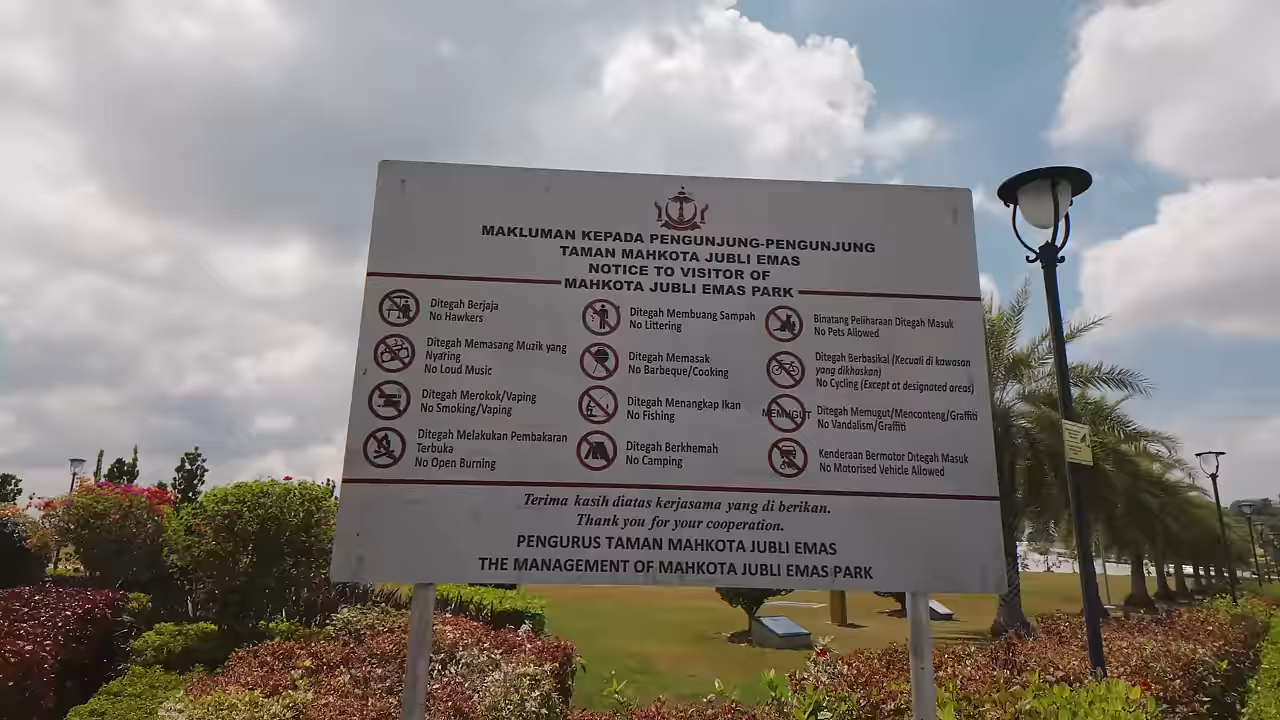 MAKLUMAN KEPADA PENGUNJUNG-PENGUNJUNG
TAMAN MAHKOTA JUBLI EMAS
NOTICE TO VISITOR OF
MAHKOTA JUBLI EMAS PARK
Ditegah Berjaja
No Hawkers
Ditegah Memasang Muzik yang
Nyaring
No Loud Music
Ditegah Merokok/Vaping
No Smoking/Vaping
Ditegah Melakukan Pembakaran
Terbuka
No Open Burning
Ditegah Membuang Sampah
No Littering
Ditegah Memasak
No Barbeque/Cooking
Ditegah Menangkap Ikan
No Fishing
Ditegah Berkhemah
No Camping
Binatang Peliharaan Ditegah Masuk
No Pets Allowed
Ditegah Berbasikal (Kecuali di kawasan
yang dikhaskan)
No Cycling (Except at designated areas)
MEMUGUT
Ditegah Memugut/Menconteng/Graffiti
No Vandalism/Graffiti
Kenderaan Bermotor Ditegah Masuk
No Motorised Vehicle Allowed
Terima kasih diatas kerjasama yang di berikan.
Thank you for your cooperation.
PENGURUS TAMAN MAHKOTA JUBLI EMAS
THE MANAGEMENT OF MAHKOTA JUBLI EMAS PARK